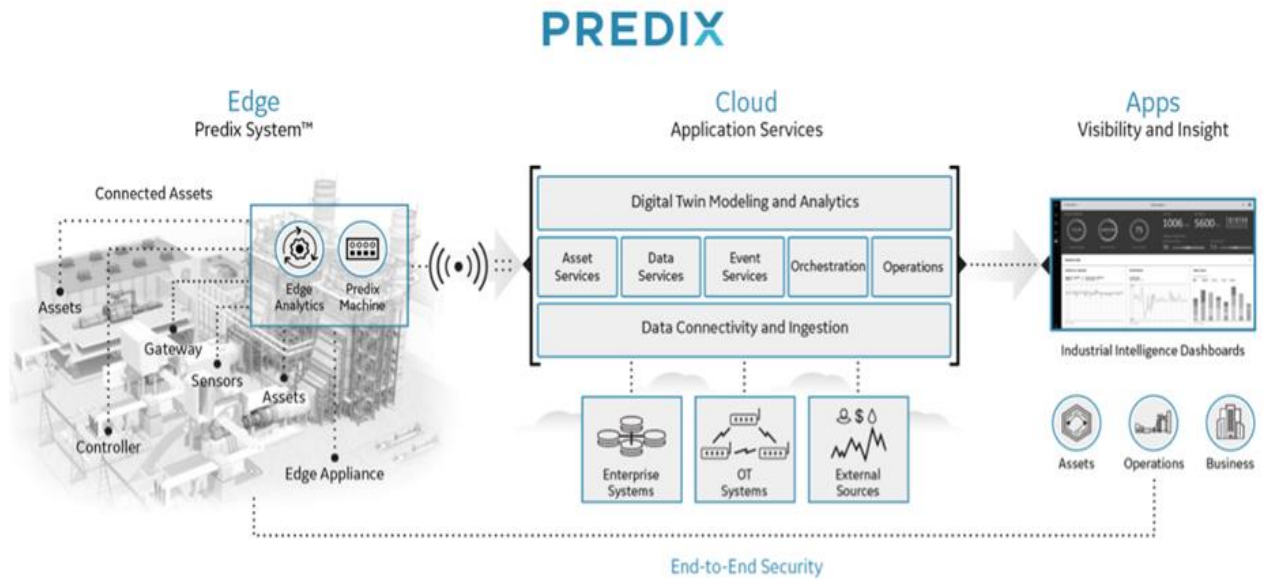 PREDIX
Edge
Predix System™
Connected Assets
Edge
Analytics
Predix
Machine
Assets
Gateway
Sensors
Assets
Controller
Edge Appliance
Cloud
Application Services
Digital Twin Modeling and Analytics
Asset
Services
Data
Services
Event
Services
Orchestration
Operations
Data Connectivity and Ingestion
Enterprise
Systems
OT
Systems
External
Sources
Apps
Visibility and Insight
1006
5600
Industrial Intelligence Dashboards
Assets
Operations
Business
End-to-End Security